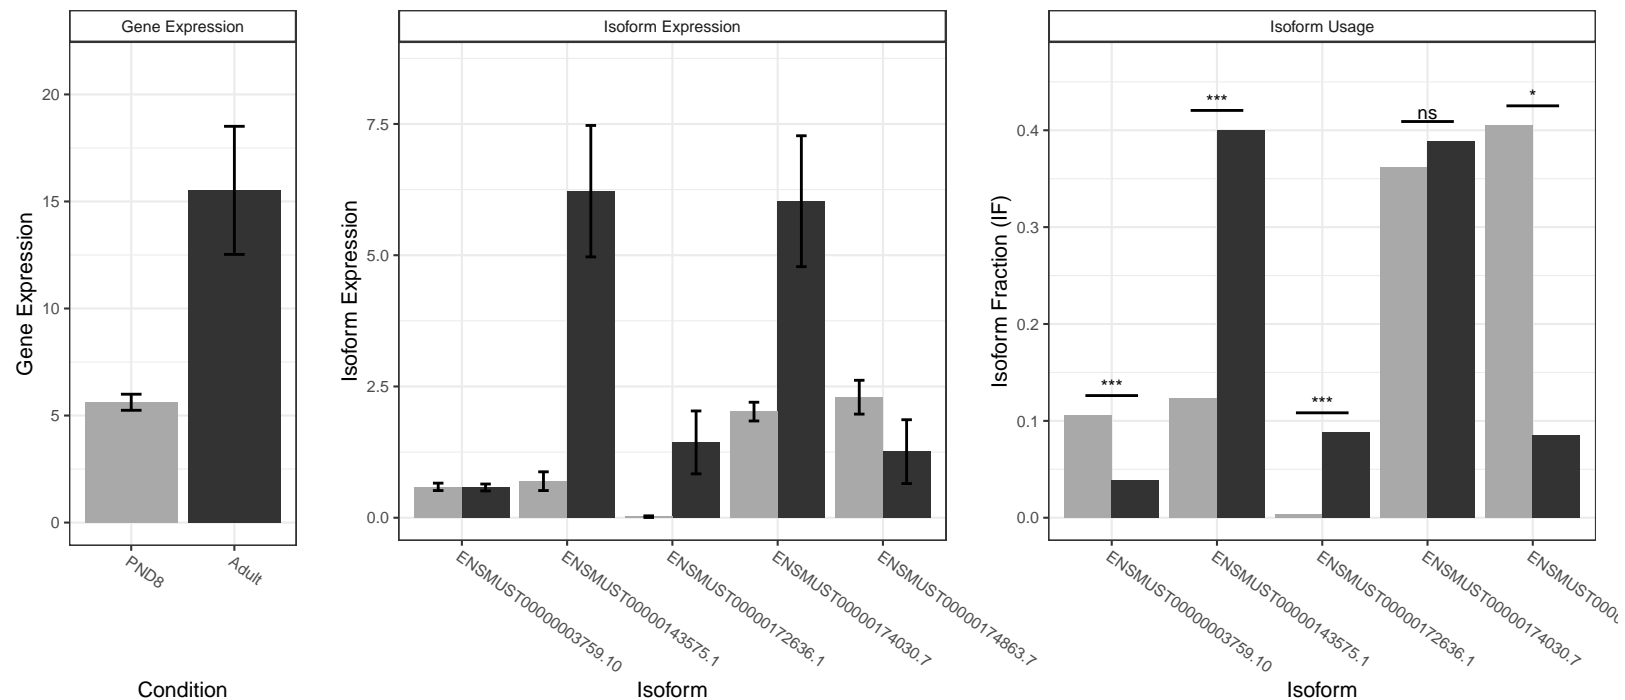 Gene Expression
Isoform Expression
Isoform Usage
Gene Expression
20
15
10
5
0
PND8
Adult
Condition
Isoform Expression
7.5
5.0
2.5
0.0
ENSMUST00000003759.10
ENSMUST00000143575.1
ENSMUST00000172636.1
ENSMUST00000174030.7
ENSMUST00000174863.7
Isoform
Isoform Fraction (IF)
0.4
0.3
0.2
0.1
0.0
***
***
***
ns
*
ENSMUST00000003759.10
ENSMUST00000143575.1
ENSMUST00000172636.1
ENSMUST00000174030.7
Isoform